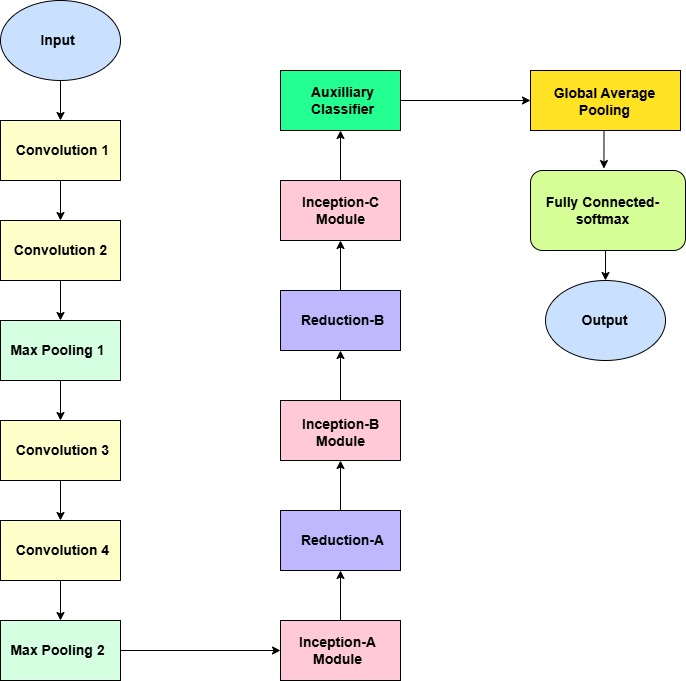 Input
Convolution 1
Convolution 2
Max Pooling 1
Convolution 3
Convolution 4
Max Pooling 2
Inception-A
Module
Reduction-A
Inception-B
Module
Reduction-B
Inception-C
Module
Auxilliary
Classifier
Global Average
Pooling
Fully Connected-
softmax
Output